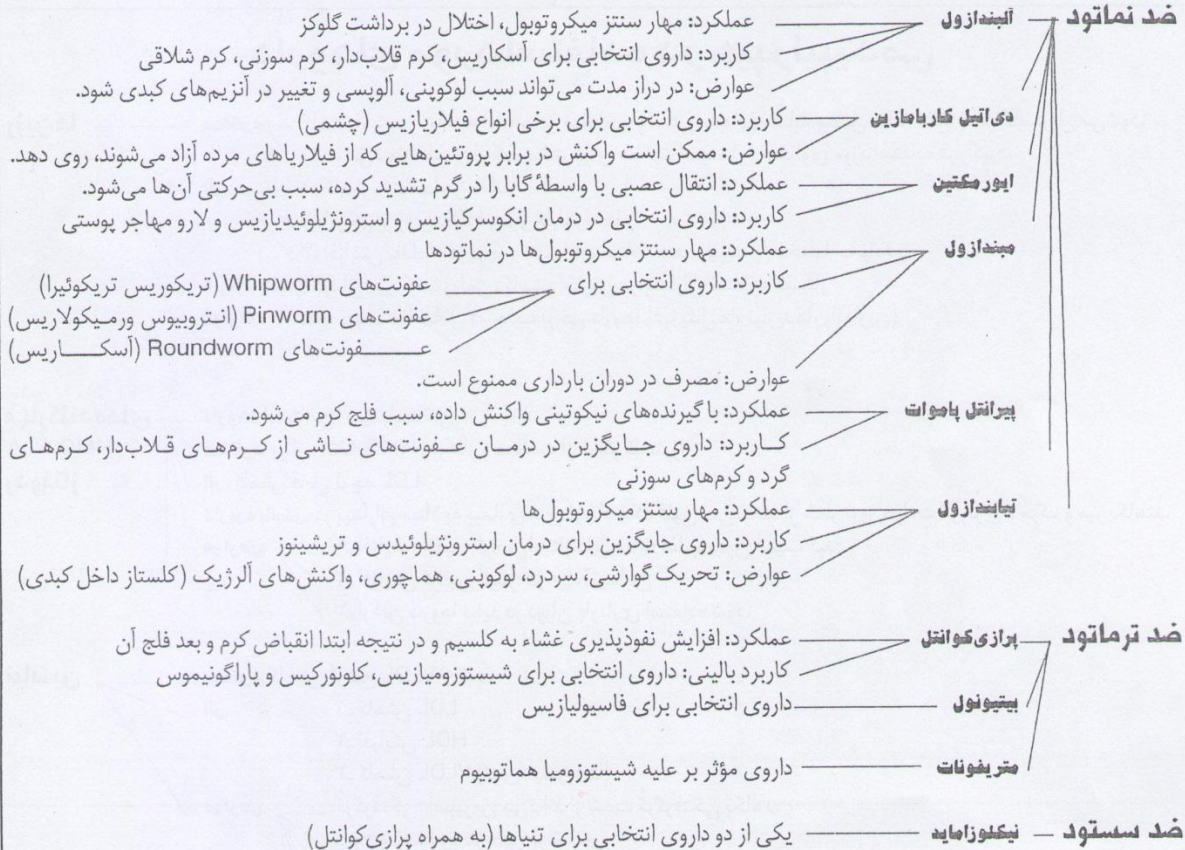 ضد نماتود — آلبندازول — عملکرد: مهار سنتز میکروتوبول، اختلال در برداشت گلوکز
کاربرد: داروی انتخابی برای آسکاریس، کرم قلاب‌دار، کرم سوزنی، کرم شلاقی
عوارض: در دراز مدت می‌تواند سبب لوکوپنی، آلوپسی و تغییر در آنزیم‌های کبدی شود.
دی‌اتیل کاربامازین — کاربرد: داروی انتخابی برای برخی انواع فیلاریازیس (چشمی)
عوارض: ممکن است واکنش در برابر پروتئین‌هایی که از فیلاریاهای مرده آزاد می‌شوند، روی دهد.
ایورمکتین — عملکرد: انتقال عصبی با واسطهٔ گابا را در گرم تشدید کرده، سبب بی‌حرکتی آن‌ها می‌شود.
کاربرد: داروی انتخابی در درمان انکوسرکیازیس و استرونژیلوئیدیازیس و لارو مهاجر پوستی
مبندازول — عملکرد: مهار سنتز میکروتوبول‌ها در نماتودها
کاربرد: داروی انتخابی برای — عفونت‌های Whipworm (تریکوریس تریکوئیرا)
عفونت‌های Pinworm (انتروبیوس ورمیکولاریس)
عفونت‌های Roundworm (آسکاریس)
عوارض: مصرف در دوران بارداری ممنوع است.
پیرانتل پاموات — عملکرد: با گیرنده‌های نیکوتینی واکنش داده، سبب فلج کرم می‌شود.
کاربرد: داروی جایگزین در درمان عفونت‌های ناشی از کرم‌های قلاب‌دار، کرم‌های
گرد و کرم‌های سوزنی
تیابندازول — عملکرد: مهار سنتز میکروتوبول‌ها
کاربرد: داروی جایگزین برای درمان استرونژیلوئیدس و تریشینوز
عوارض: تحریک گوارشی، سردرد، لوکوپنی، هماچوری، واکنش‌های آلرژیک (کلستاز داخل کبدی)
ضد ترماتود — پرازی‌کوانتل — عملکرد: افزایش نفوذپذیری غشاء به کلسیم و در نتیجه ابتدا انقباض کرم و بعد فلج آن
کاربرد بالینی: داروی انتخابی برای شیستوزومیازیس، کلونورکیس و پاراگونیموس
بیتیونول — داروی انتخابی برای فاسیولیازیس
متریفونات — داروی مؤثر بر علیه شیستوزومیا هماتوبیوم
ضد سستود — نیکلوزاماید — یکی از دو داروی انتخابی برای تنیاها (به همراه پرازی‌کوانتل)